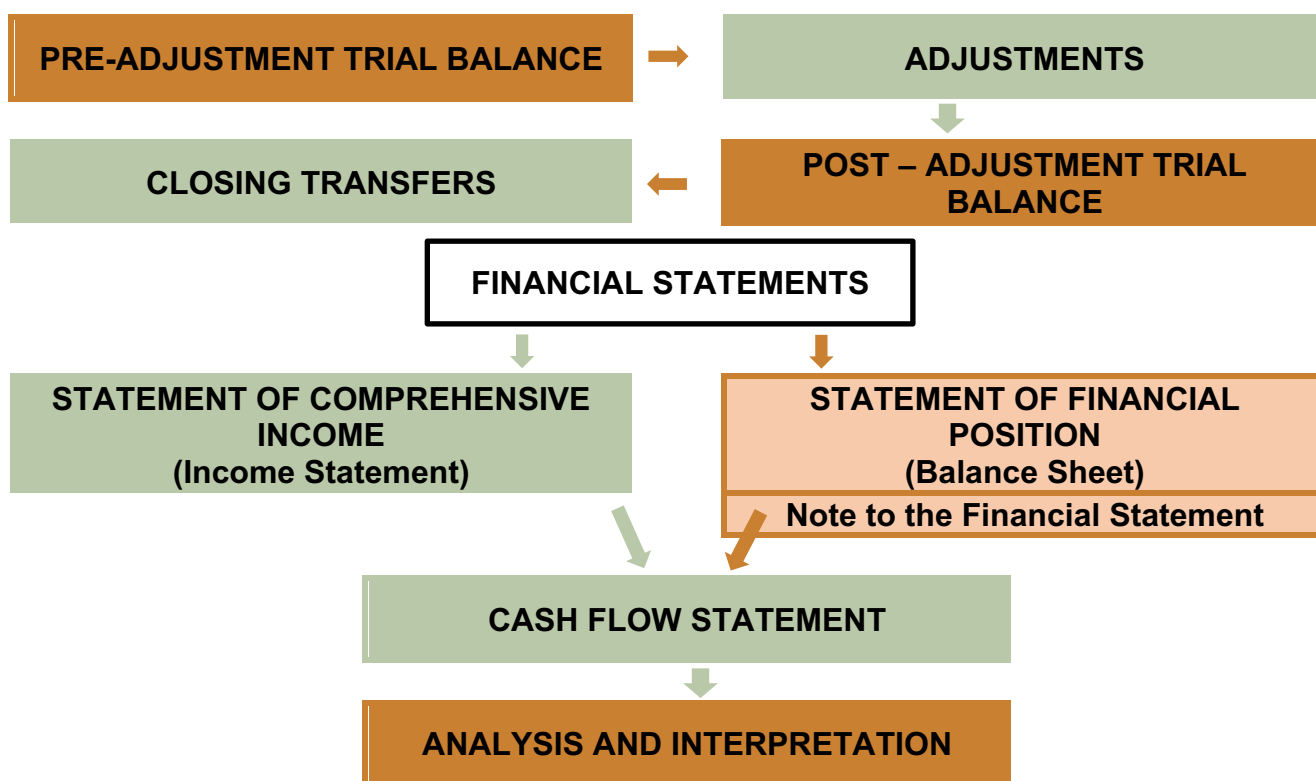 PRE-ADJUSTMENT TRIAL BALANCE
ADJUSTMENTS
CLOSING TRANSFERS
POST – ADJUSTMENT TRIAL
BALANCE
FINANCIAL STATEMENTS
STATEMENT OF COMPREHENSIVE
INCOME
(Income Statement)
STATEMENT OF FINANCIAL
POSITION
(Balance Sheet)
Note to the Financial Statement
CASH FLOW STATEMENT
ANALYSIS AND INTERPRETATION